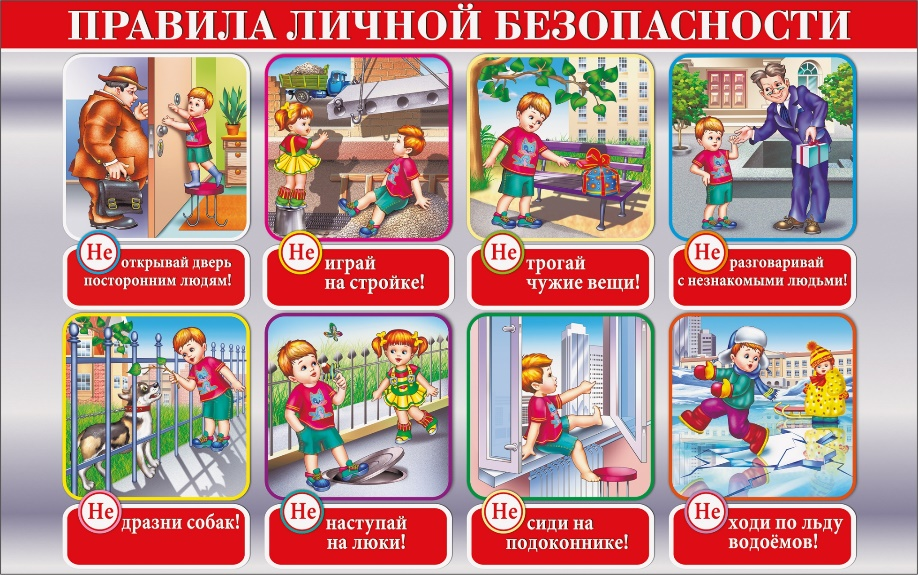 ПРАВИЛА ЛИЧНОЙ БЕЗОПАСНОСТИ
Не открывай дверь
посторонним людям!
Не играй
на стройке!
Не трогай
чужие вещи!
Не разговаривай
с незнакомыми людьми!
Не дразни собак!
Не наступай
на люки!
Не сиди на
подоконнике!
Не ходи по льду
водоёмов!